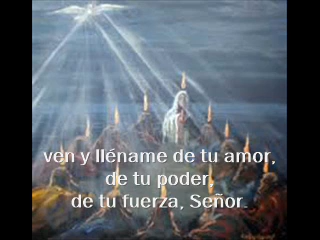 ven y lléname de tu amor,
de tu poder,
de tu fuerza, Señor